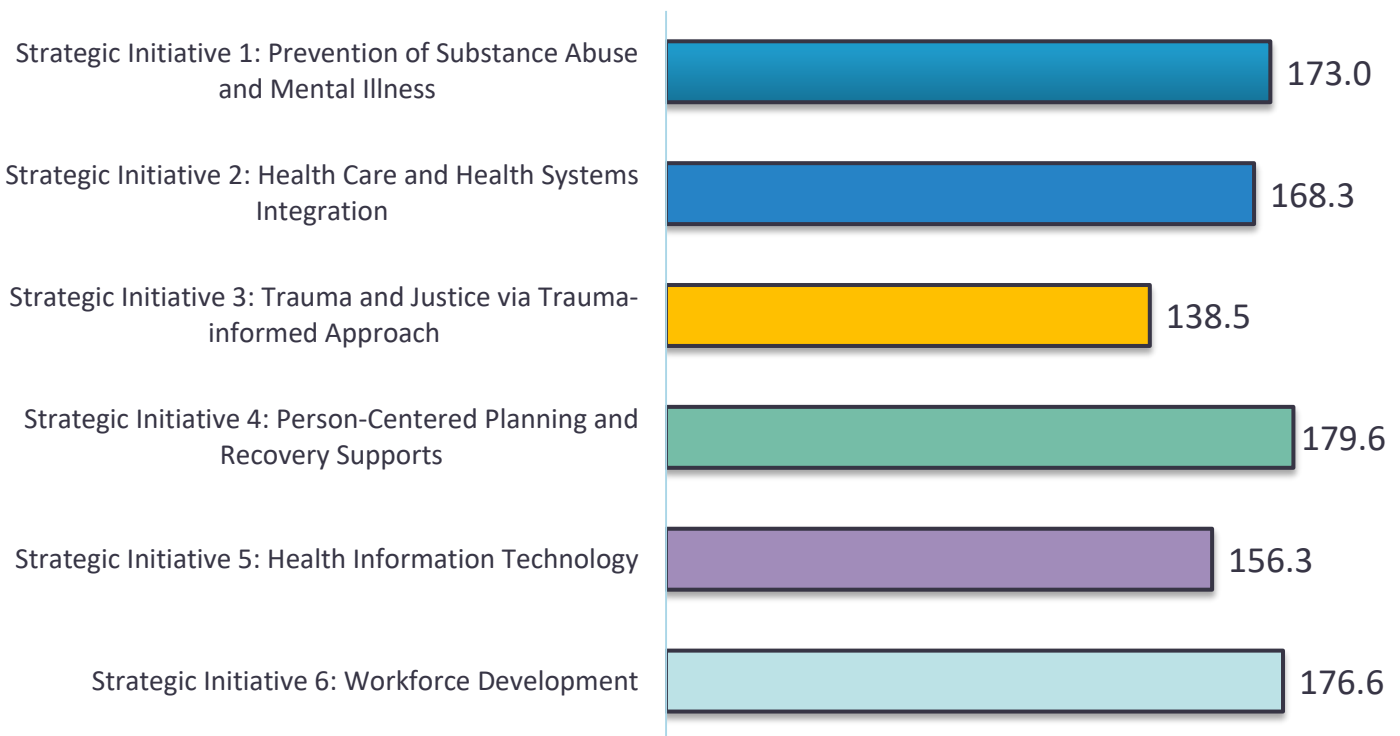 Strategic Initiative 1: Prevention of Substance Abuse
and Mental Illness
173.0
Strategic Initiative 2: Health Care and Health Systems
Integration
168.3
Strategic Initiative 3: Trauma and Justice via Trauma-
informed Approach
138.5
Strategic Initiative 4: Person-Centered Planning and
Recovery Supports
179.6
Strategic Initiative 5: Health Information Technology
156.3
Strategic Initiative 6: Workforce Development
176.6